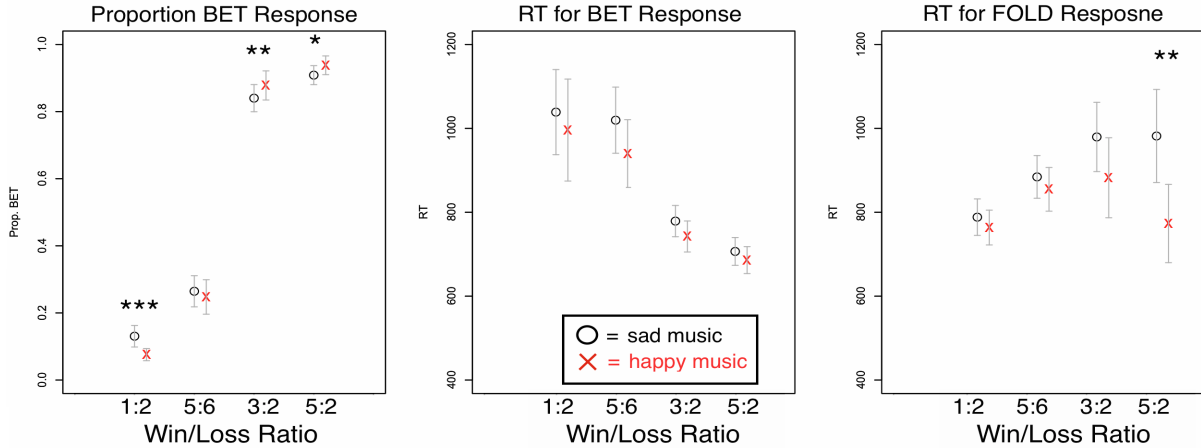 Proportion BET Response
Prop. BET
1.0
0.8
0.6
0.4
0.2
0.0
***
**
*
1:2 5:6 3:2 5:2
Win/Loss Ratio
RT for BET Response
RT
1200
1000
800
600
400
O = sad music
X = happy music
1:2 5:6 3:2 5:2
Win/Loss Ratio
RT for FOLD Resposne
RT
1200
1000
800
600
400
**
1:2 5:6 3:2 5:2
Win/Loss Ratio